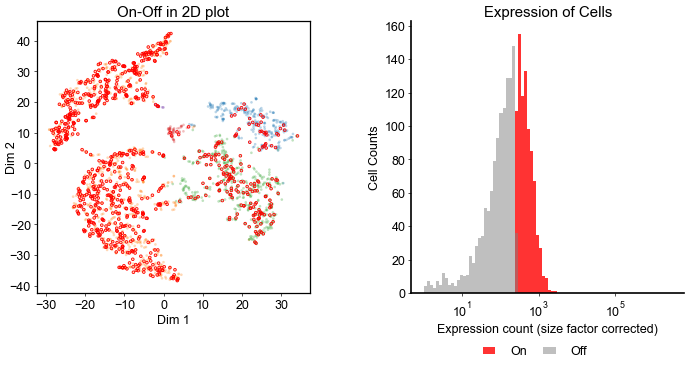 On-Off in 2D plot
40
30
20
10
0
−10
−20
−30
−40
Dim 2
−30 −20 −10 0 10 20 30
Dim 1
Expression of Cells
160
140
120
100
80
60
40
20
0
Cell Counts
10^1 10^3 10^5
Expression count (size factor corrected)
On Off